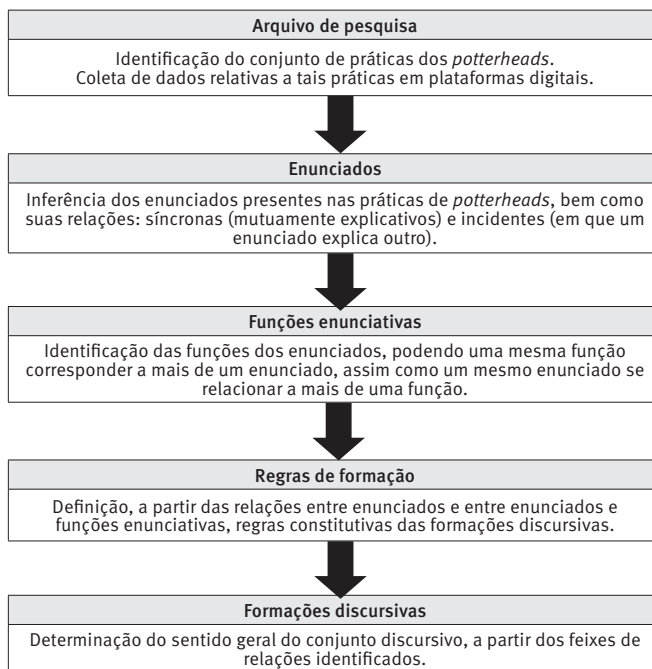 Arquivo de pesquisa
Identificação do conjunto de práticas dos potterheads.
Coleta de dados relativas a tais práticas em plataformas digitais.
Enunciados
Inferência dos enunciados presentes nas práticas de potterheads, bem como
suas relações: síncronas (mutuamente explicativos) e incidentes (em que um
enunciado explica outro).
Funções enunciativas
Identificação das funções dos enunciados, podendo uma mesma função
corresponder a mais de um enunciado, assim como um mesmo enunciado se
relacionar a mais de uma função.
Regras de formação
Definição, a partir das relações entre enunciados e entre enunciados e
funções enunciativas, regras constitutivas das formações discursivas.
Formações discursivas
Determinação do sentido geral do conjunto discursivo, a partir dos feixes de
relações identificados.